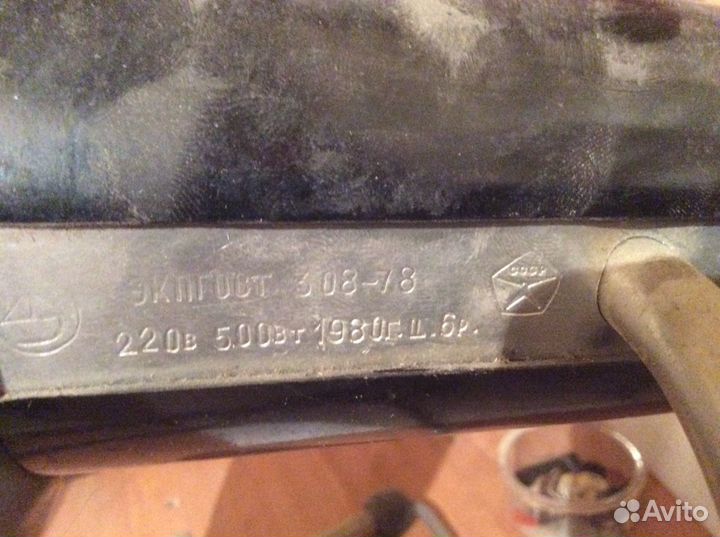 ЭКПГОСТ 308-78
СССР
220в 500вт 1980г. ц. 6р.
Avito